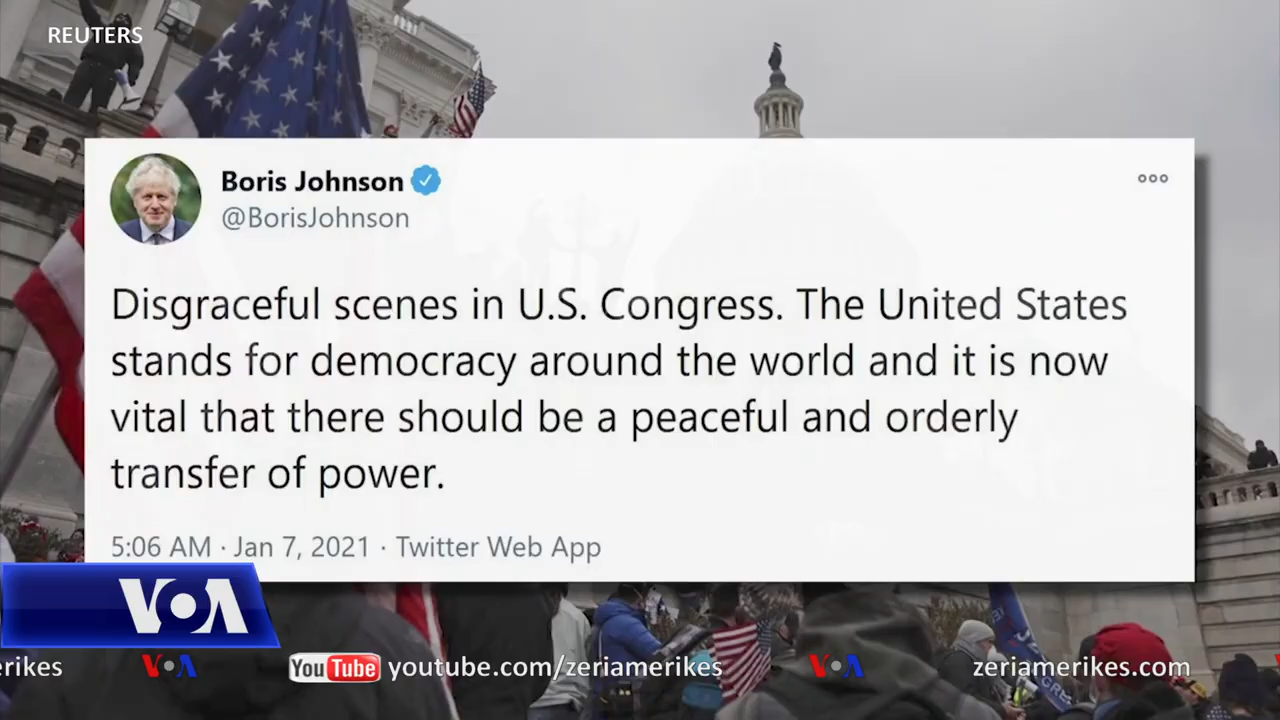 REUTERS
Boris Johnson
@BorisJohnson
Disgraceful scenes in U.S. Congress. The United States
stands for democracy around the world and it is now
vital that there should be a peaceful and orderly
transfer of power.
5:06 AM · Jan 7, 2021 · Twitter Web App
VOA
erikes
VOA
YouTube
youtube.com/zeriamerikes
VOA
zeriamerikes.com